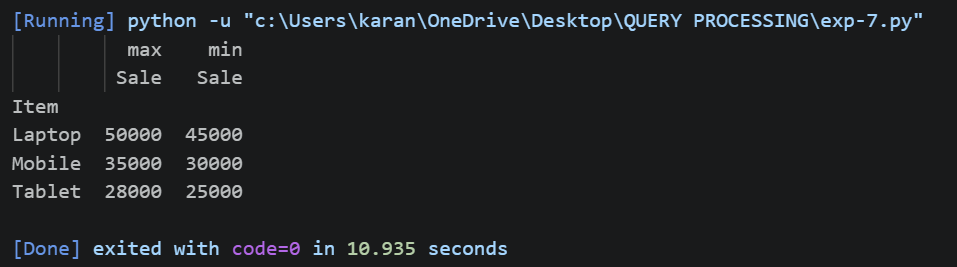 [Running] python -u "c:\Users\karan\OneDrive\Desktop\QUERY PROCESSING\exp-7.py"
max min
Sale Sale
Item
Laptop 50000 45000
Mobile 35000 30000
Tablet 28000 25000
[Done] exited with code=0 in 10.935 seconds